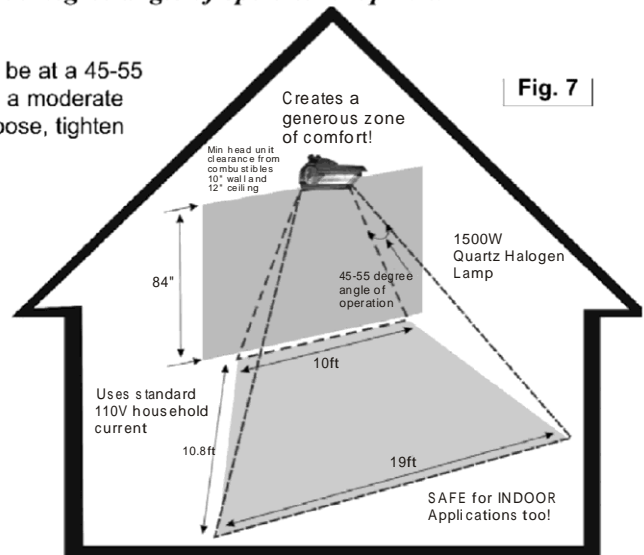 be at a 45-55
a moderate
tighten
Fig. 7
Creates a
generous zone
of comfort!
Min head unit
clearance from
combustibles
10" wall and
12" ceiling
84"
45-55 degree
angle of
operation
1500W
Quartz Halogen
Lamp
10ft
Uses standard
110V household
current
10.8ft
19ft
SAFE for INDOOR
Applications too!